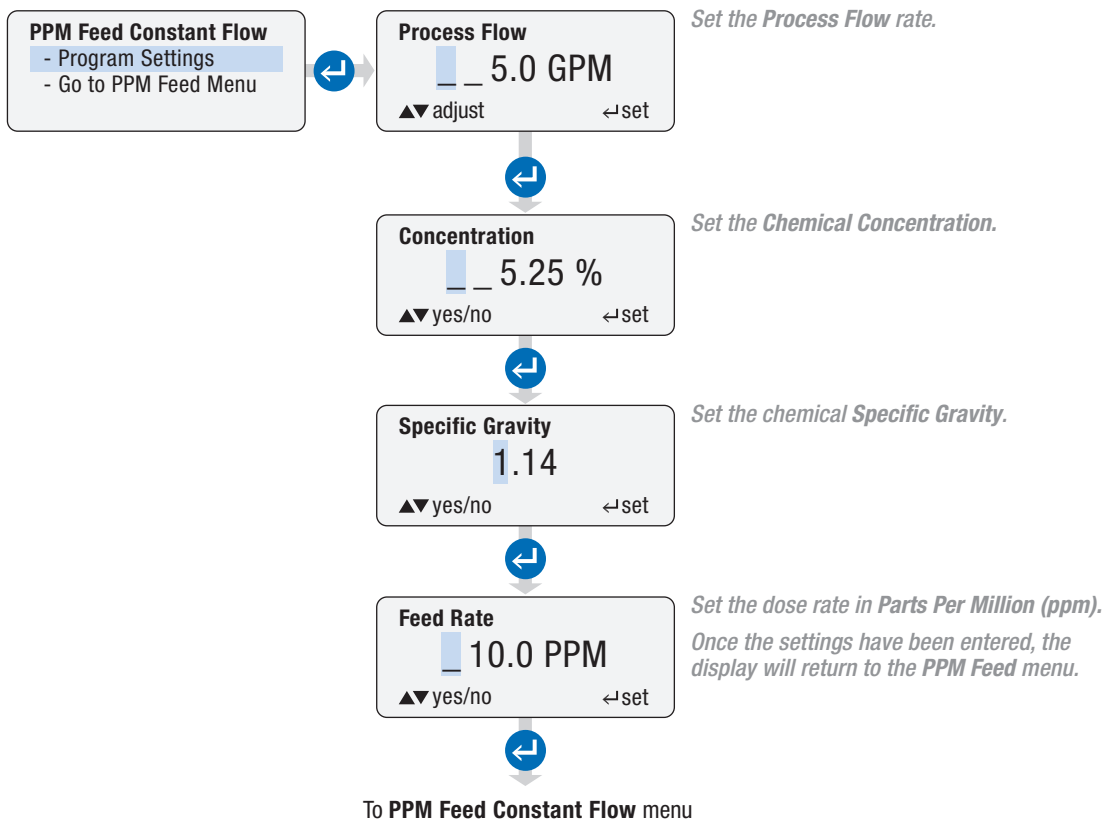 PPM Feed Constant Flow
- Program Settings
- Go to PPM Feed Menu
Process Flow
_ _ 5.0 GPM
▲▼ adjust ↵ set
Set the Process Flow rate.
Concentration
_ _ 5.25 %
▲▼ yes/no ↵ set
Set the Chemical Concentration.
Specific Gravity
1.14
▲▼ yes/no ↵ set
Set the chemical Specific Gravity.
Feed Rate
_ 10.0 PPM
▲▼ yes/no ↵ set
Set the dose rate in Parts Per Million (ppm).
Once the settings have been entered, the
display will return to the PPM Feed menu.
To PPM Feed Constant Flow menu